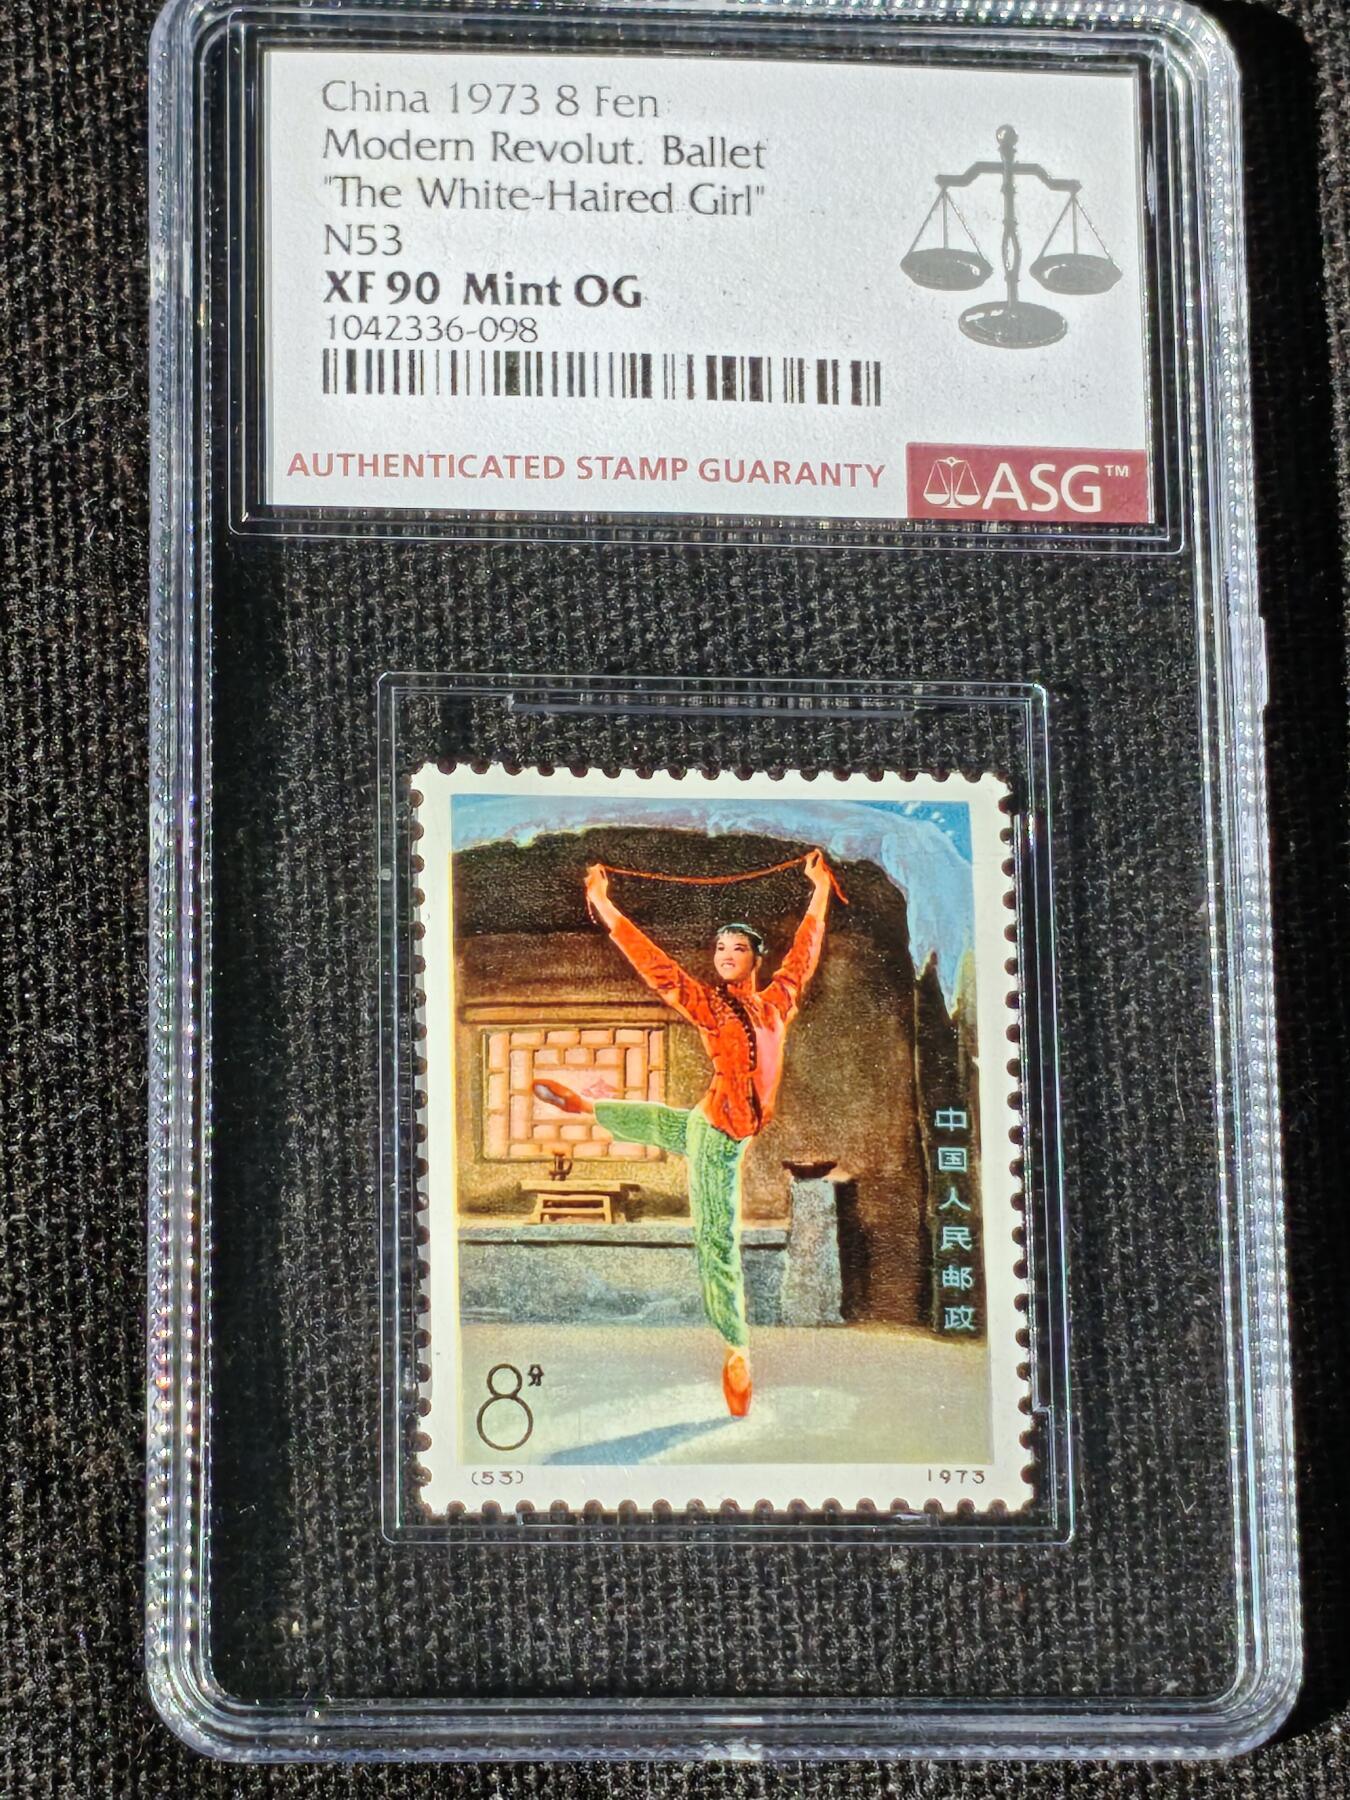 China 1973 8 Fen
Modern Revolut. Ballet
"The White-Haired Girl"
N53
XF 90 Mint OG
1042336-098
AUTHENTICATED STAMP GUARANTY
ASG™
中国人民邮政
8分
(53)
1973